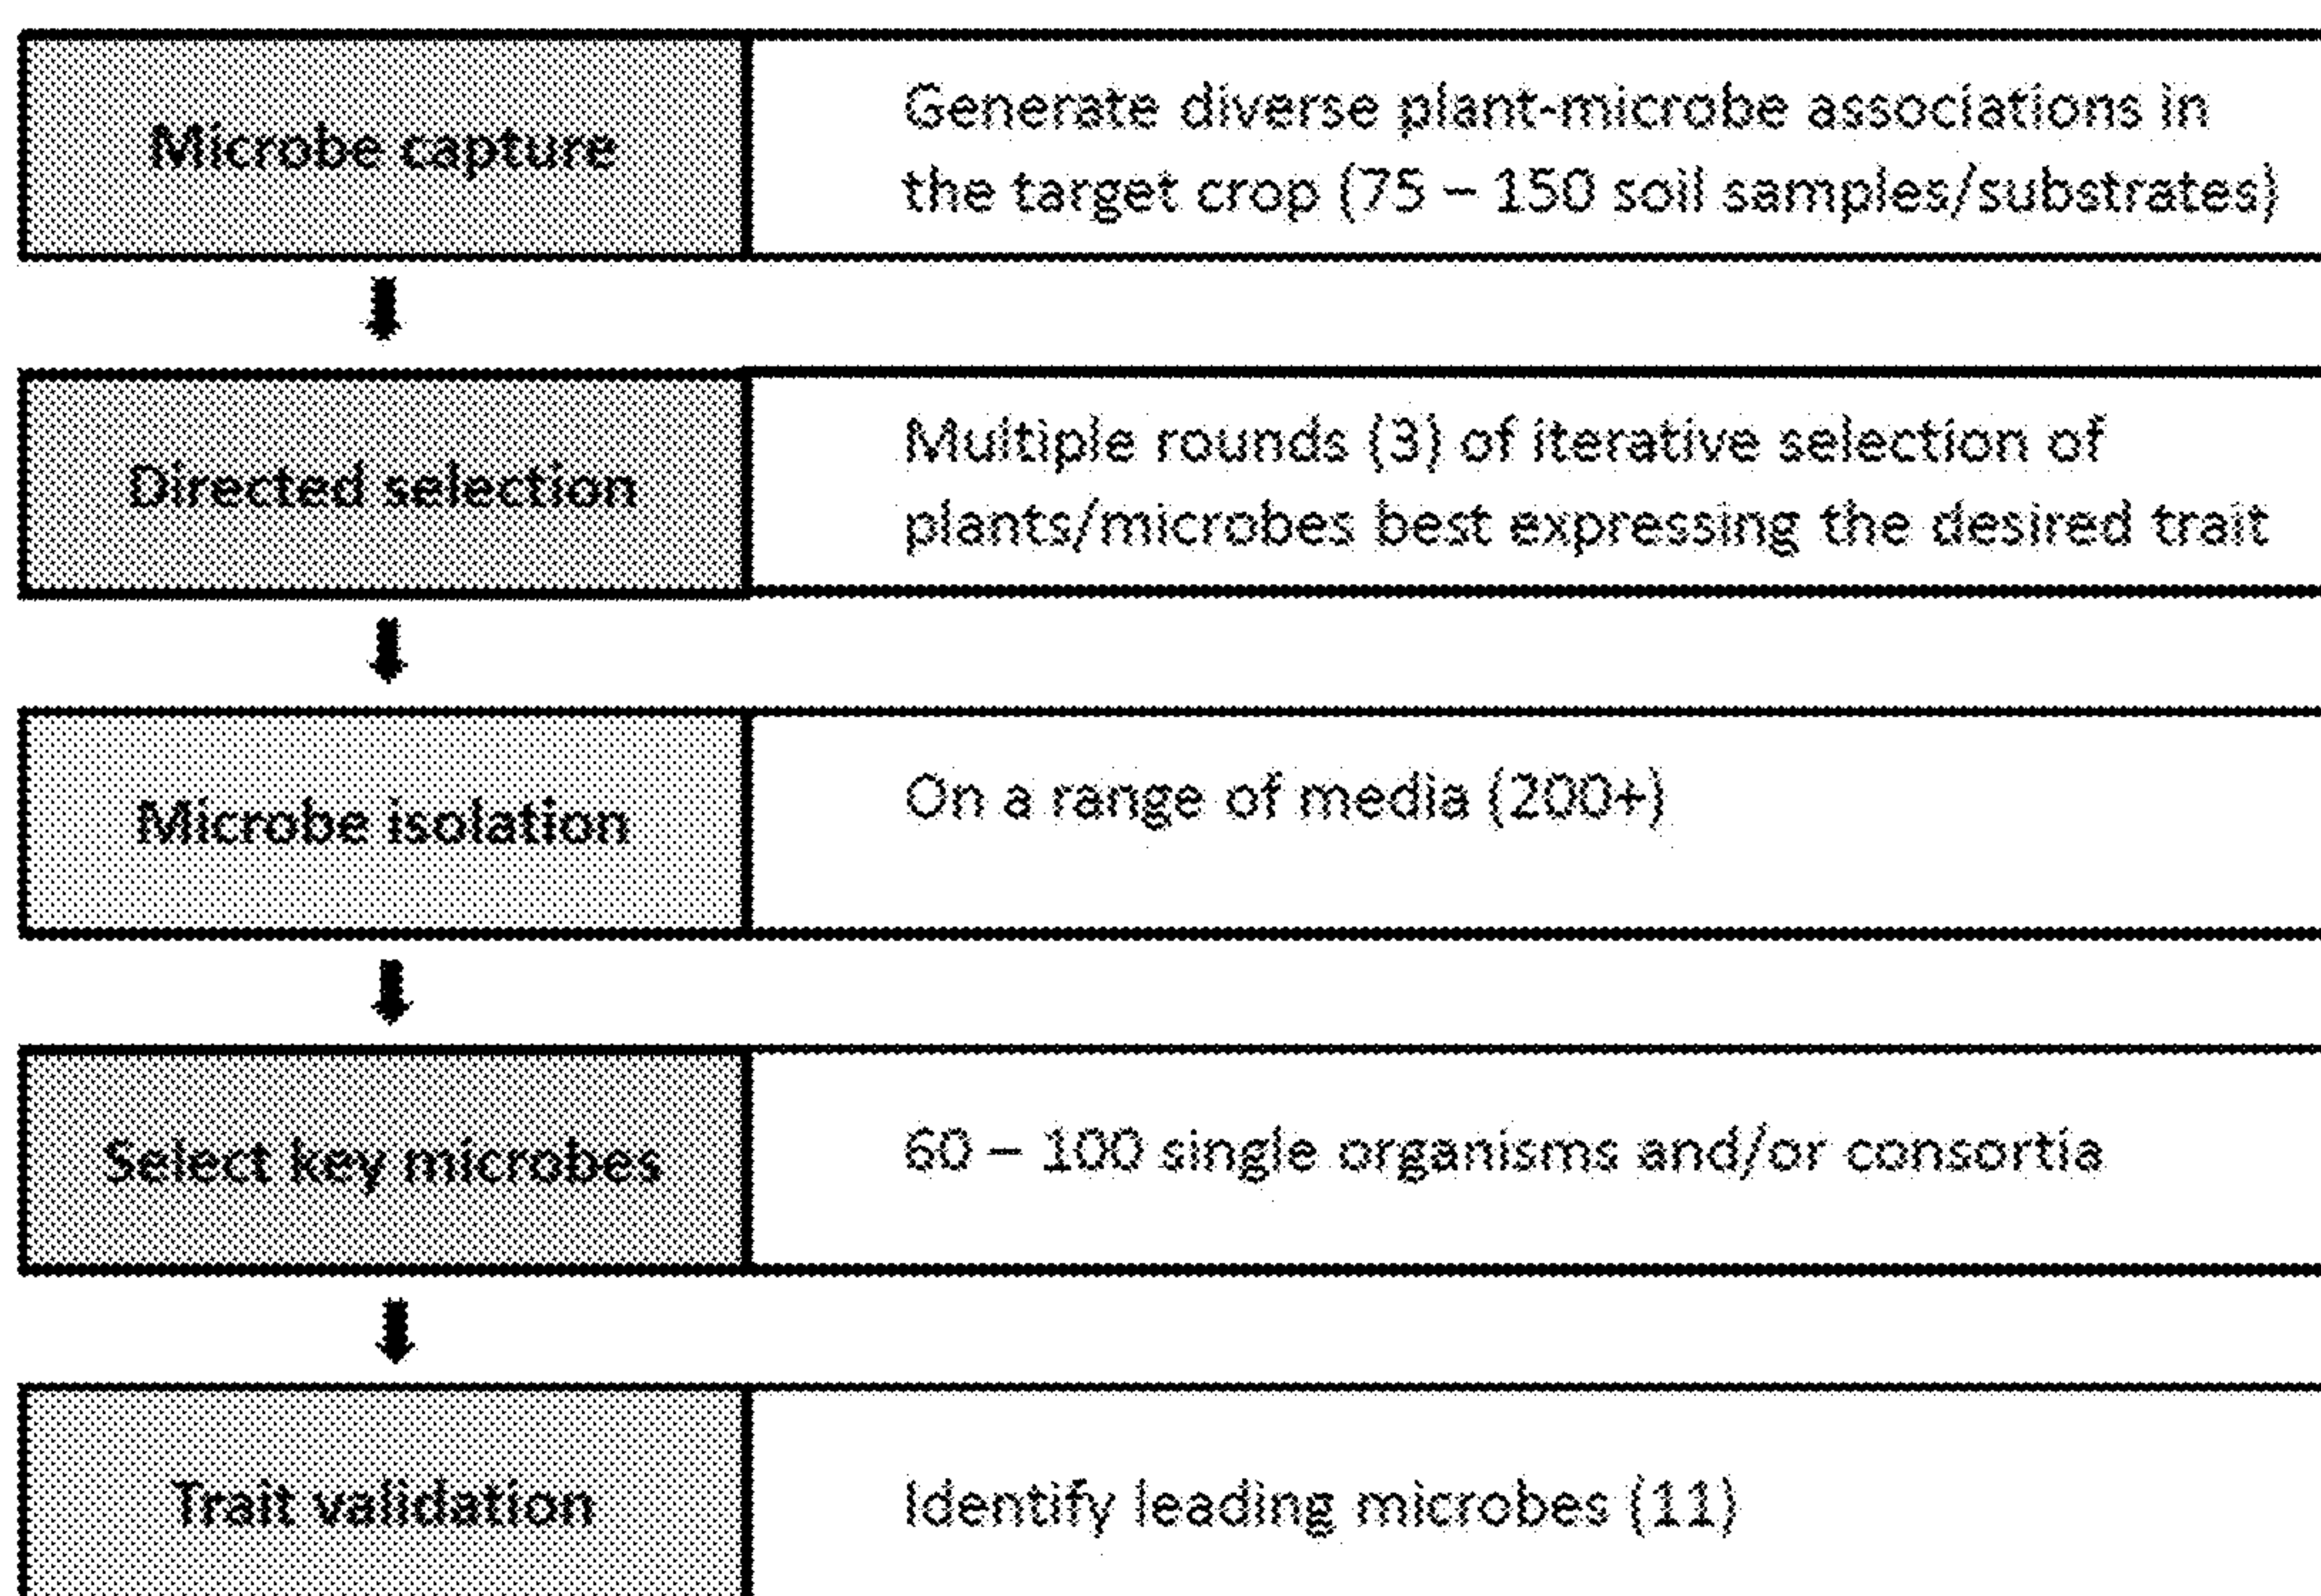 Microbe capture
Generate diverse plant-microbe associations in
the target crop (75 – 150 soil samples/substrates)
Directed selection
Multiple rounds (3) of iterative selection of
plants/microbes best expressing the desired trait
Microbe isolation
On a range of media (200+)
Select key microbes
60 – 100 single organisms and/or consortia
Trait validation
Identify leading microbes (11)